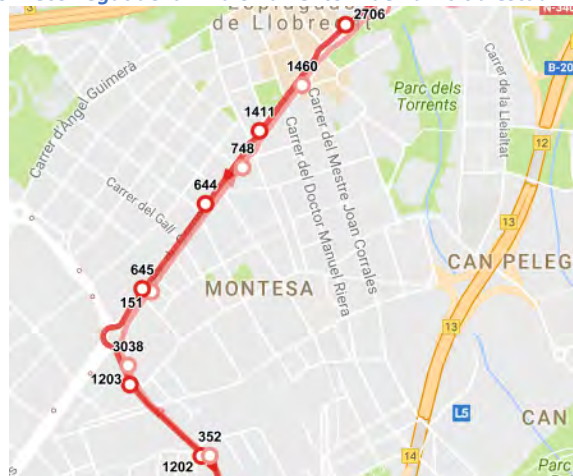 de Llobregat
2706
N-340
1460
B-20
Parc dels
Torrents
Carrer de la Lleialtat
Carrer d'Àngel Guimerà
1411
12
748
Carrer del Mestre Joan Corrales
Carrer del Doctor Manuel Riera
Carrer del Gall
644
13
CAN PELEG
645
151
MONTESA
13
3038
1203
L5
CAN
352
1202
14
Parc